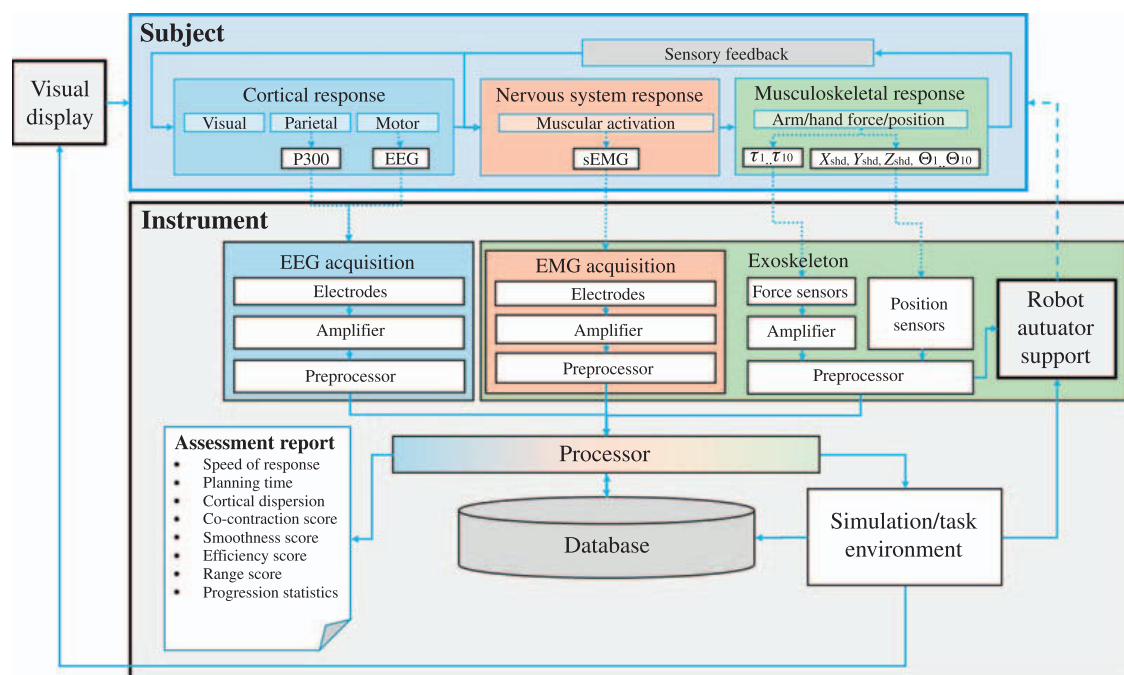 Subject
Sensory feedback
Visual
display
Cortical response
Visual
Parietal
Motor
P300
EEG
Nervous system response
Muscular activation
sEMG
Musculoskeletal response
Arm/hand force/position
τ1..τ10
Xshd, Yshd, Zshd, Θ1..Θ10
Instrument
EEG acquisition
Electrodes
Amplifier
Preprocessor
EMG acquisition
Electrodes
Amplifier
Preprocessor
Exoskeleton
Force sensors
Amplifier
Position
sensors
Preprocessor
Robot
autuator
support
Assessment report
• Speed of response
• Planning time
• Cortical dispersion
• Co-contraction score
• Smoothness score
• Efficiency score
• Range score
• Progression statistics
Processor
Database
Simulation/task
environment